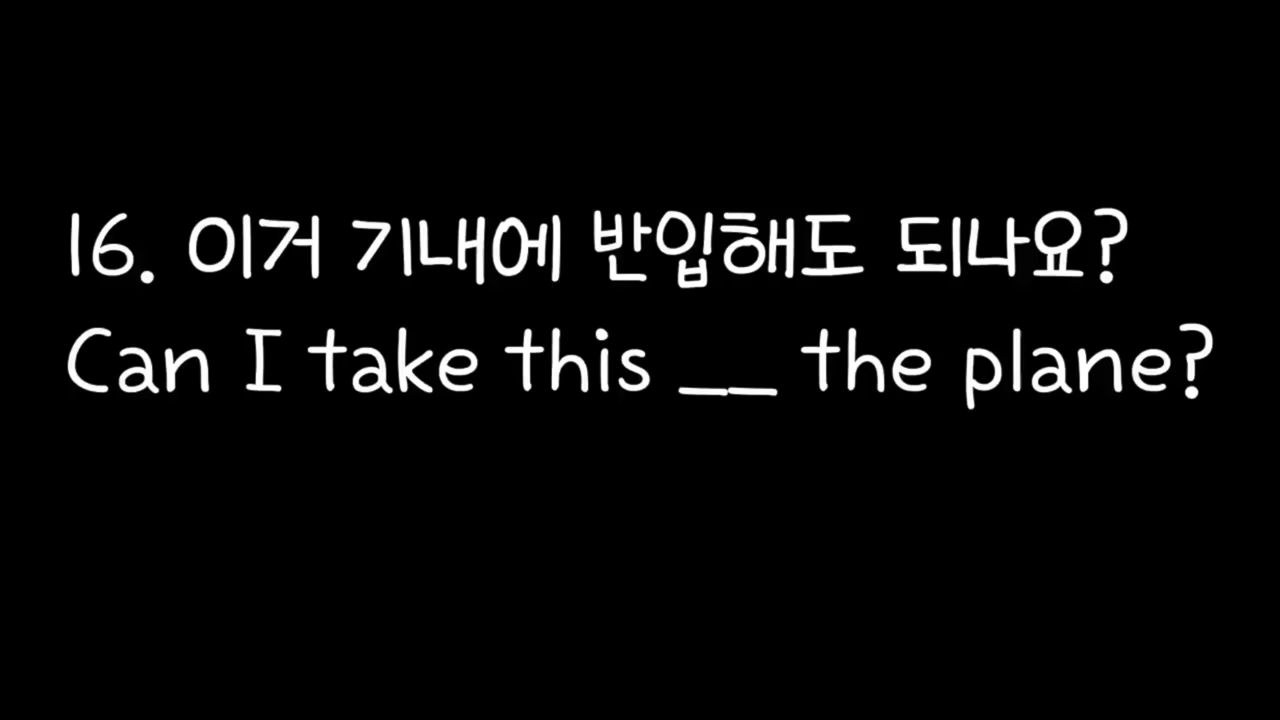 16. 이거 기내에 반입해도 되나요?
Can I take this __ the plane?